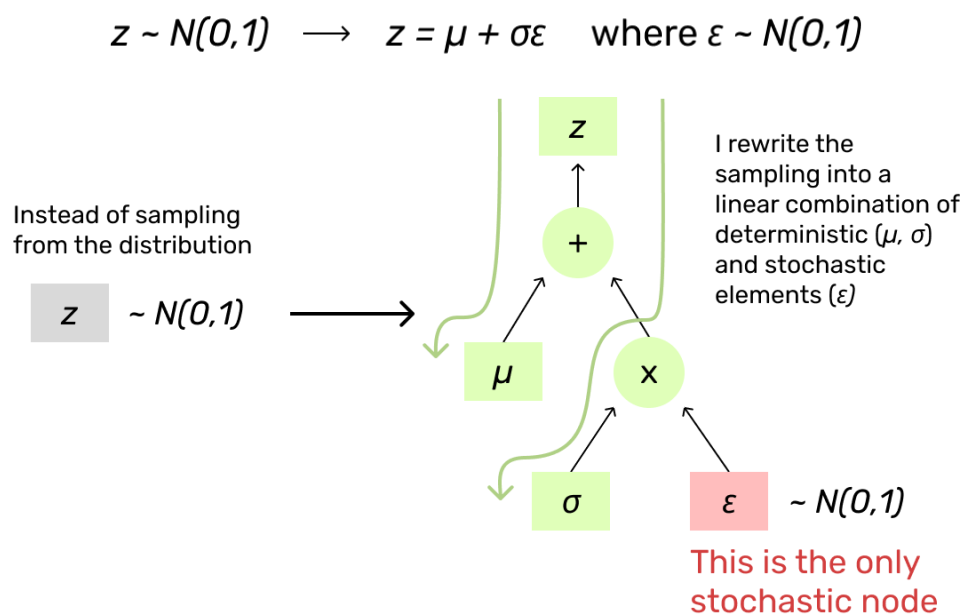 z ~ N(0,1) → z = μ + σε where ε ~ N(0,1)
z
I rewrite the
sampling into a
linear combination of
deterministic (μ, σ)
and stochastic
elements (ε)
Instead of sampling
from the distribution
+
z ~ N(0,1)
μ
x
σ
ε ~ N(0,1)
This is the only
stochastic node